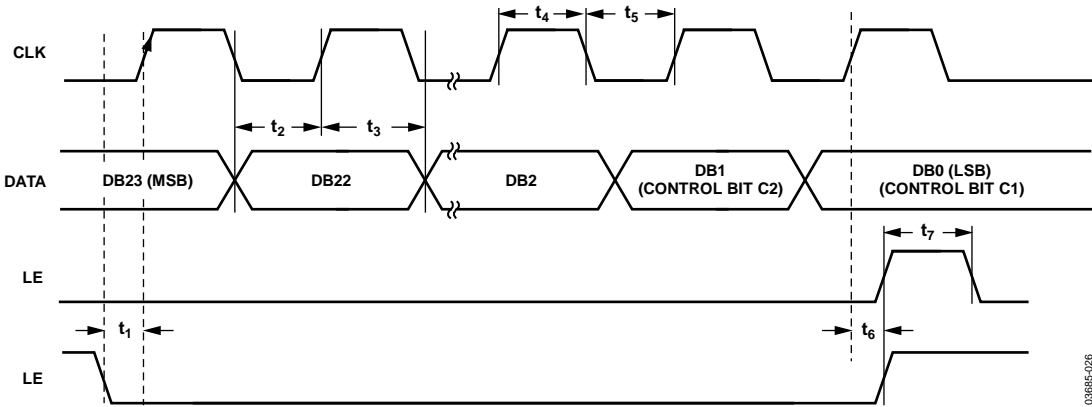 t4 t5
CLK
t2 t3
DATA DB23 (MSB) DB22 DB2 DB1 DB0 (LSB)
(CONTROL BIT C2) (CONTROL BIT C1)
t7
LE
t1 t6
LE
03685-026